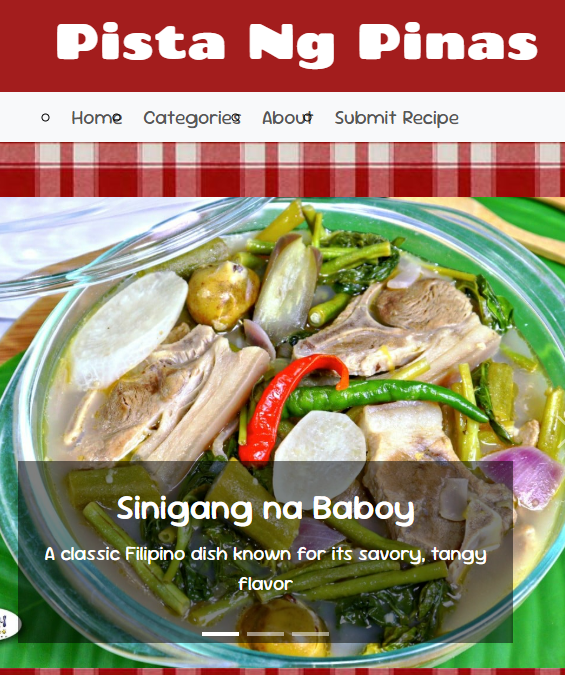 Pista Ng Pinas
Home Categories About Submit Recipe
Sinigang na Baboy
A classic Filipino dish known for its savory, tangy
flavor